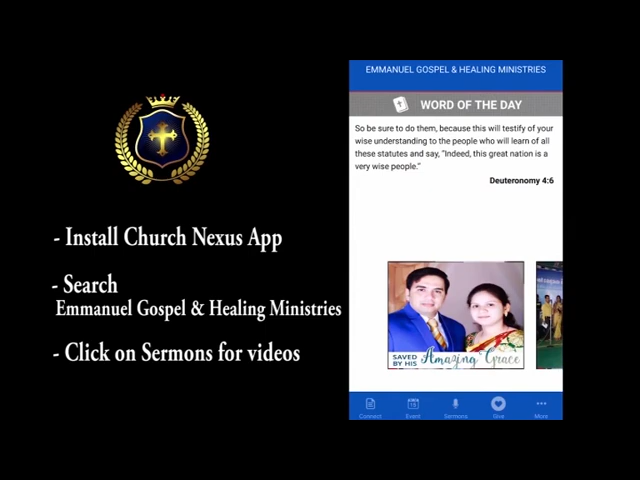 - Install Church Nexus App
- Search
Emmanuel Gospel & Healing Ministries
- Click on Sermons for videos
EMMANUEL GOSPEL & HEALING MINISTRIES
WORD OF THE DAY
So be sure to do them, because this will testify of your
wise understanding to the people who will learn of all
these statutes and say, "Indeed, this great nation is a
very wise people."
Deuteronomy 4:6
SAVED
BY HIS Amazing Grace
Connect Event Sermons Give More